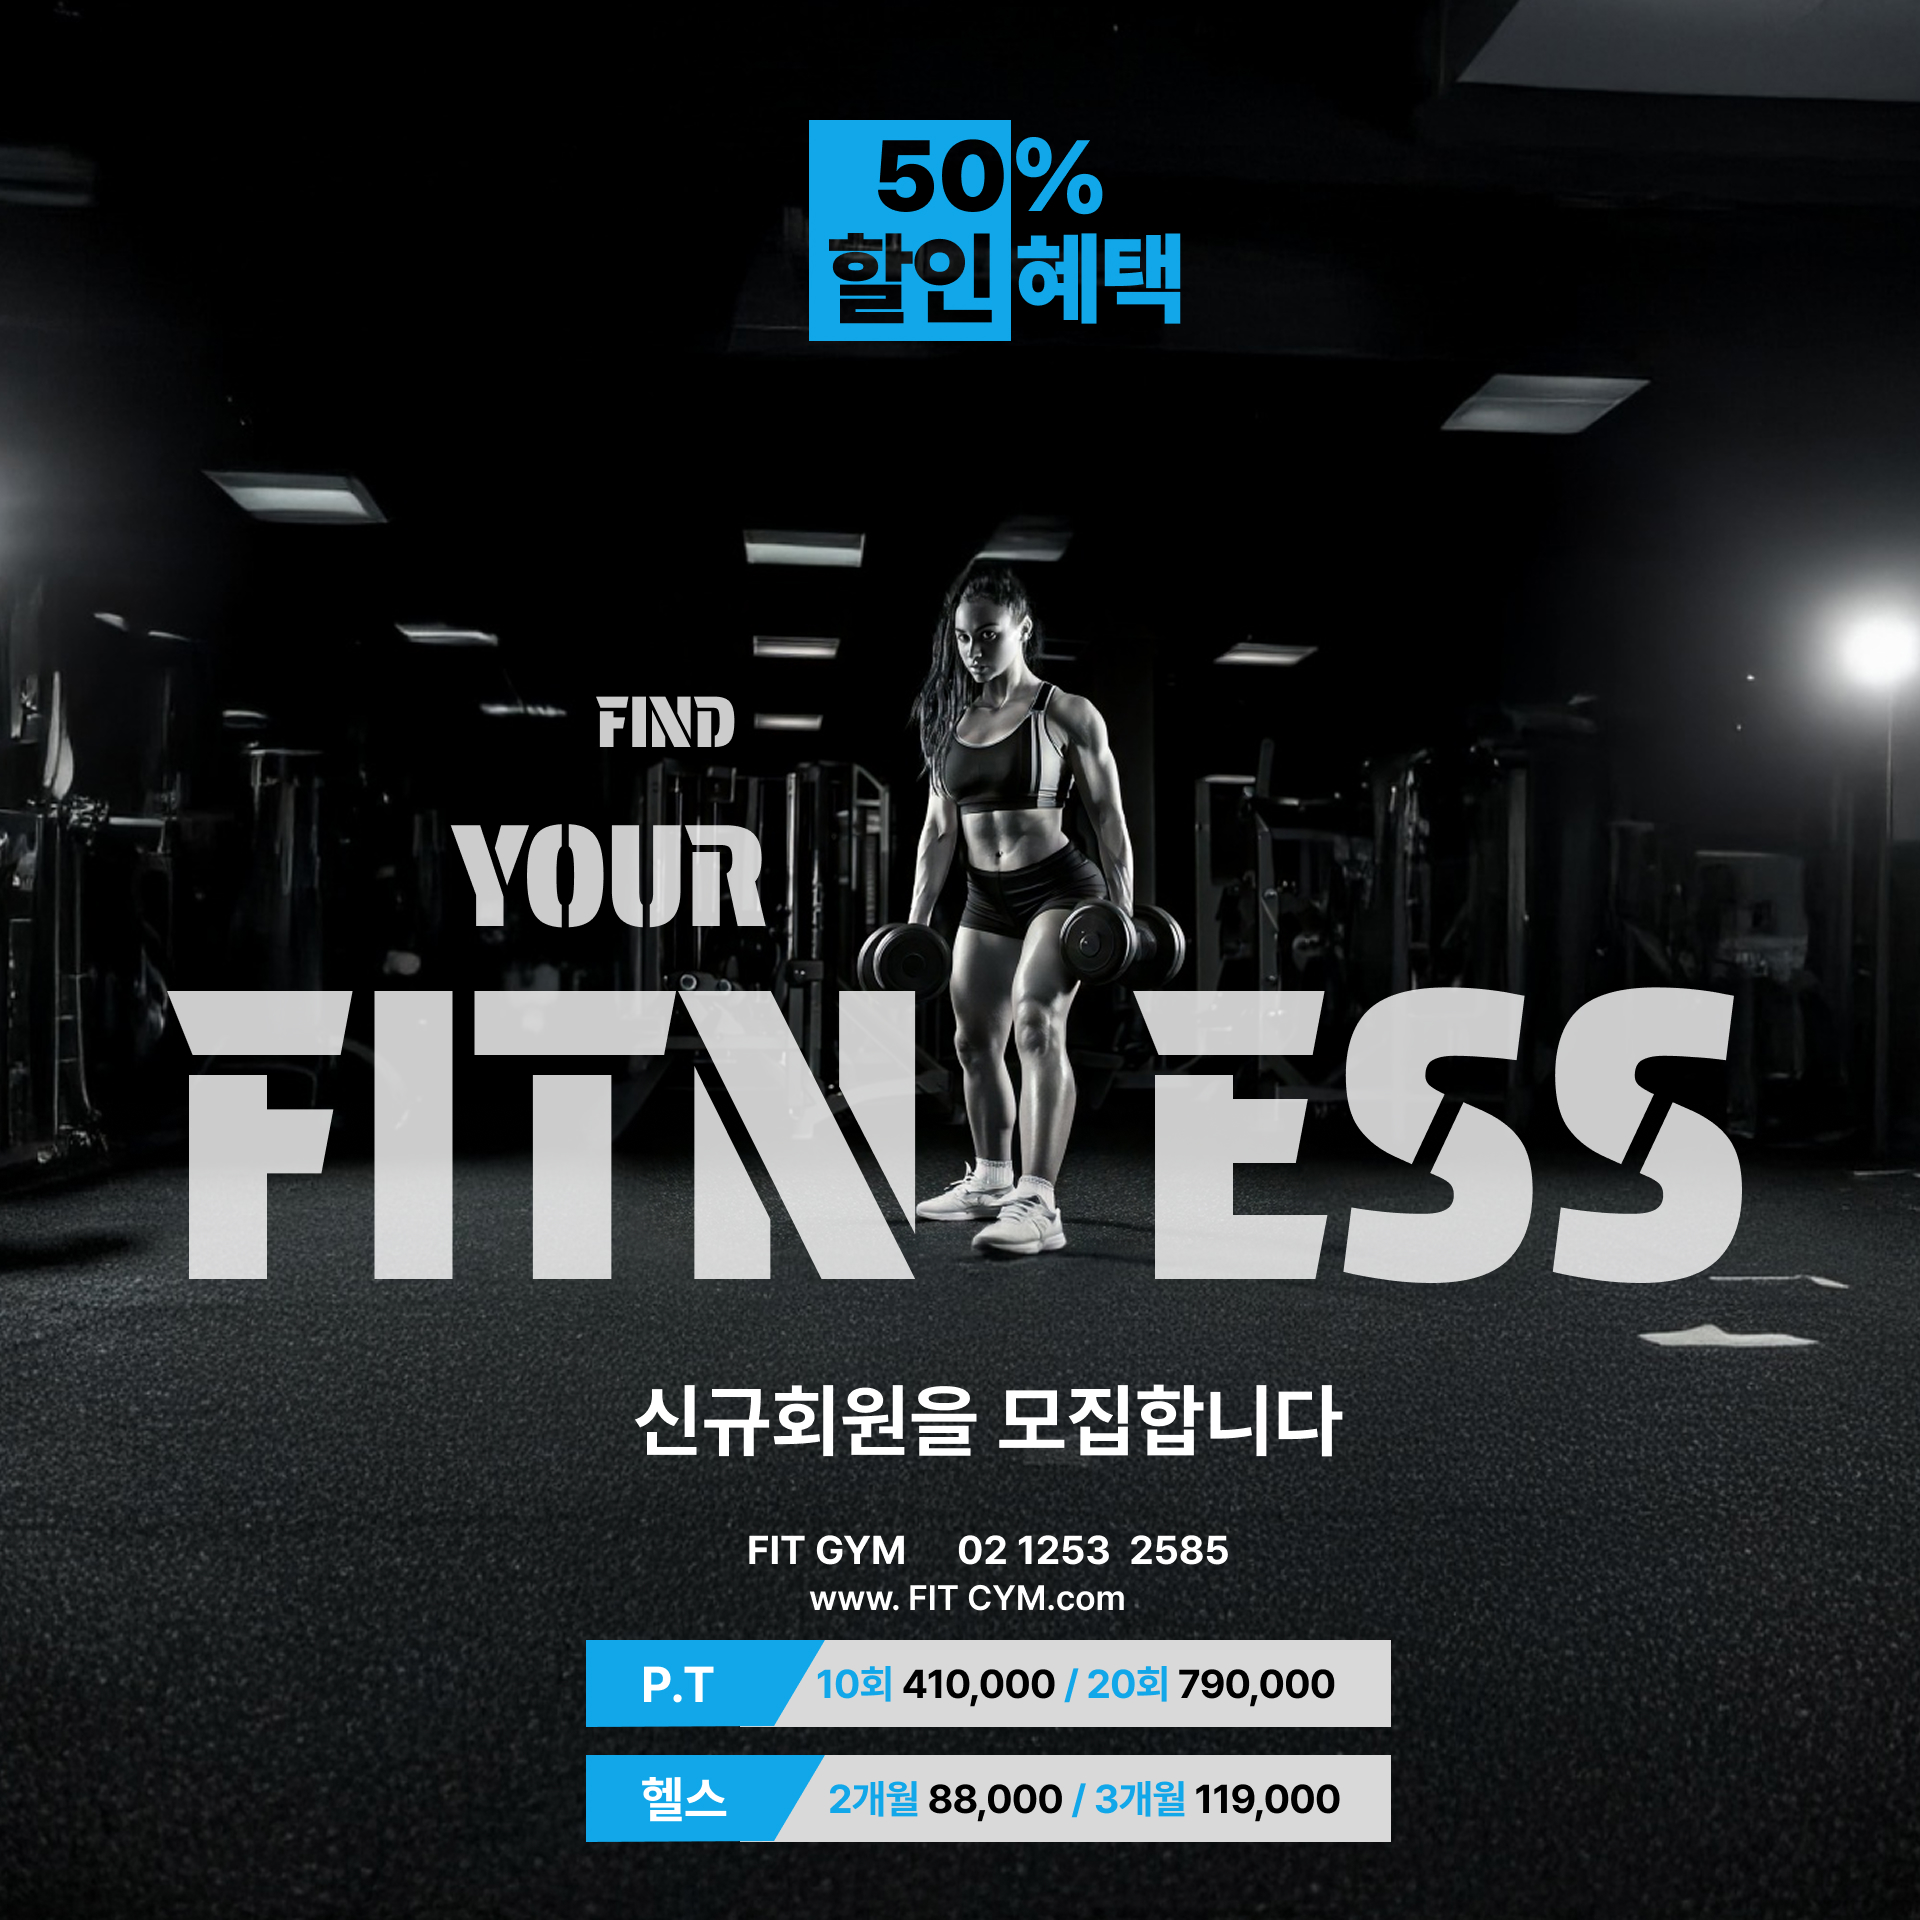 50%
할인 혜택
FIND
YOUR
FITNESS
신규회원을 모집합니다
FIT GYM 02 1253 2585
www. FIT CYM.com
P.T 10회 410,000 / 20회 790,000
헬스 2개월 88,000 / 3개월 119,000